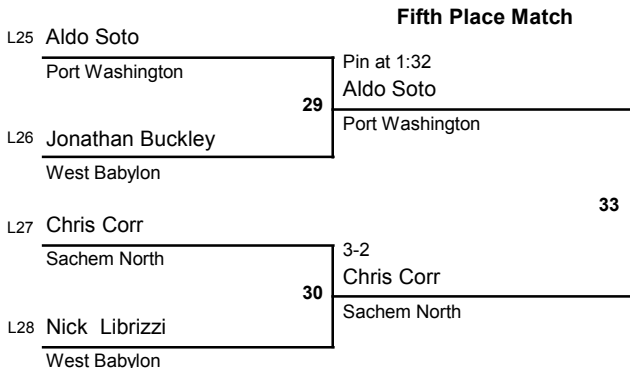 Fifth Place Match
L25 Aldo Soto
Port Washington
Pin at 1:32
Aldo Soto
29
Port Washington
L26 Jonathan Buckley
West Babylon
33
L27 Chris Corr
Sachem North
3-2
Chris Corr
30
Sachem North
L28 Nick Librizzi
West Babylon